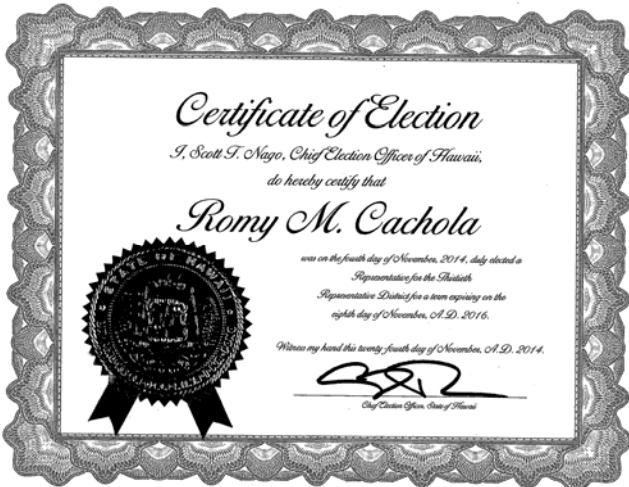 Certificate of Election
I, Scott T. Nago, Chief Election Officer of Hawaii,
do hereby certify that
Romy M. Cachola
was on the fourth day of November, 2014, duly elected a
Representative for the Thirtieth
Representative District for a term expiring on the
eighth day of November, A.D. 2016.
Witness my hand this twenty-fourth day of November, A.D. 2014.
Chief Election Officer, State of Hawaii
STATE OF HAWAII